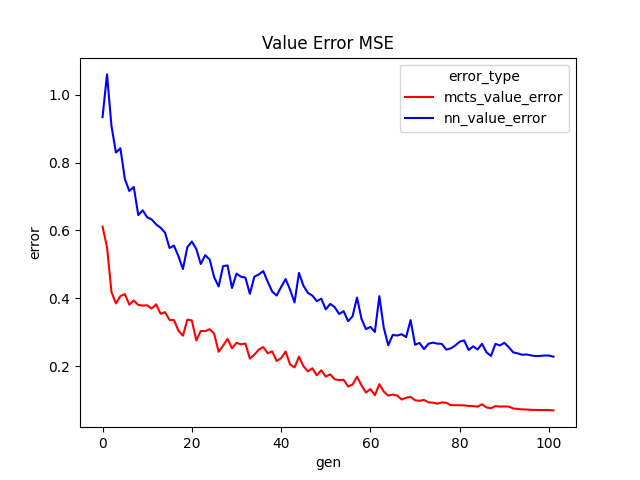 Value Error MSE
error_type
mcts_value_error
nn_value_error
error
1.0
0.8
0.6
0.4
0.2
0 20 40 60 80 100
gen